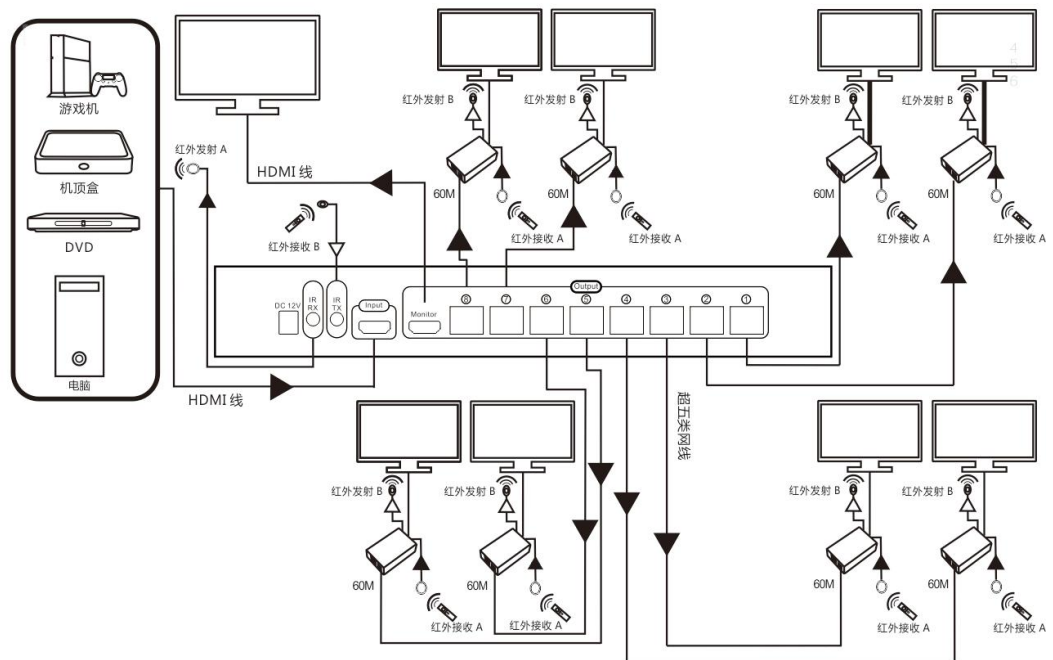 游戏机
机顶盒
DVD
电脑
红外发射 A
HDMI 线
红外接收 B
HDMI 线
红外发射 B
60M
红外接收 A
红外发射 B
60M
红外接收 A
红外发射 B
60M
红外接收 A
红外发射 B
60M
红外接收 A
4
5
6
DC 12V
IR
RX
IR
TX
Input
Monitor
Output
⑧ ⑦ ⑥ ⑤ ④ ③ ② ①
超五类网线
红外发射 B
60M
红外接收 A
红外发射 B
60M
红外接收 A
红外发射 B
60M
红外接收 A
红外发射 B
60M
红外接收 A